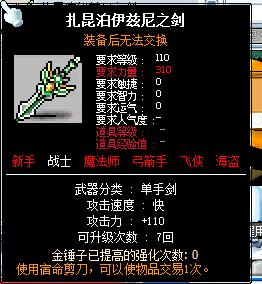 扎昆泊伊兹尼之剑
装备后无法交换
要求等级: 110
要求力量: 310
要求敏捷: 0
要求智力: 0
要求运气: 0
要求人气度: -
道具等级: -
道具经验值: -
新手 战士 魔法师 弓箭手 飞侠 海盗
武器分类 : 单手剑
攻击速度 : 快
攻击力 : +110
可升级次数 : 7回
金锤子已提高的强化次数: 0
使用宿命剪刀，可以使物品交易1次。